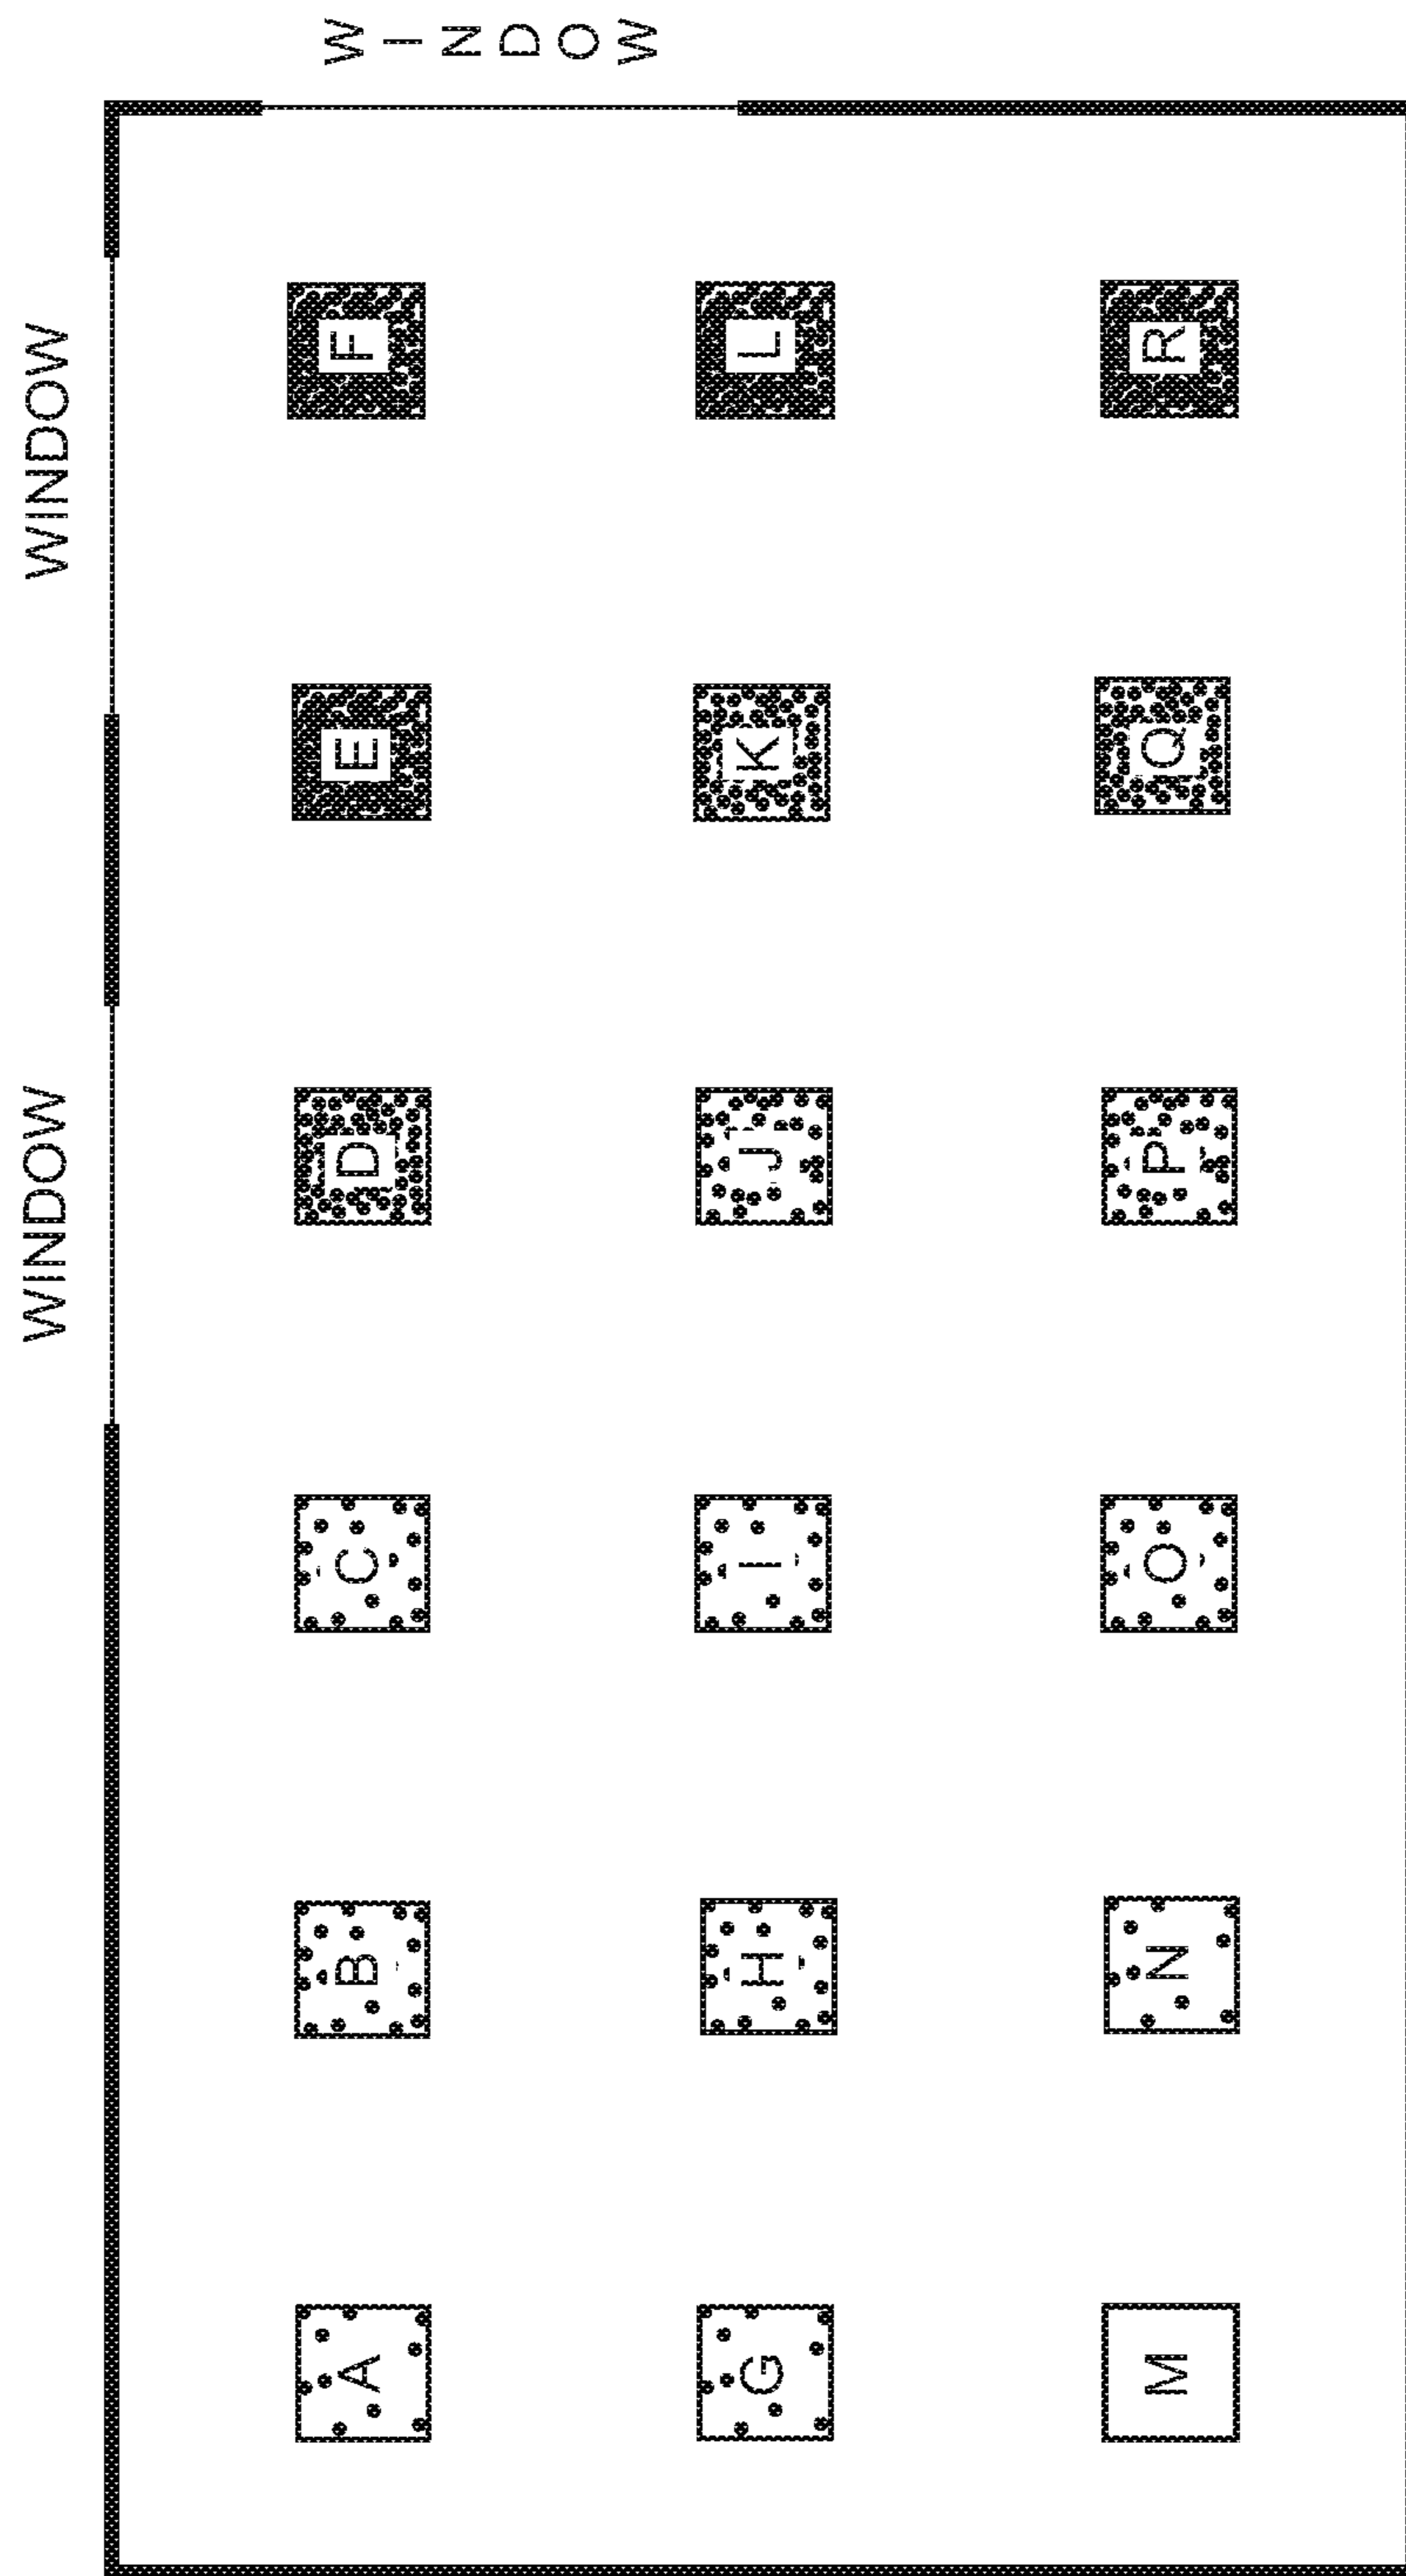 WINDOW
WINDOW
WINDOW
A B C D E F
G H I J K L
M N O P Q R